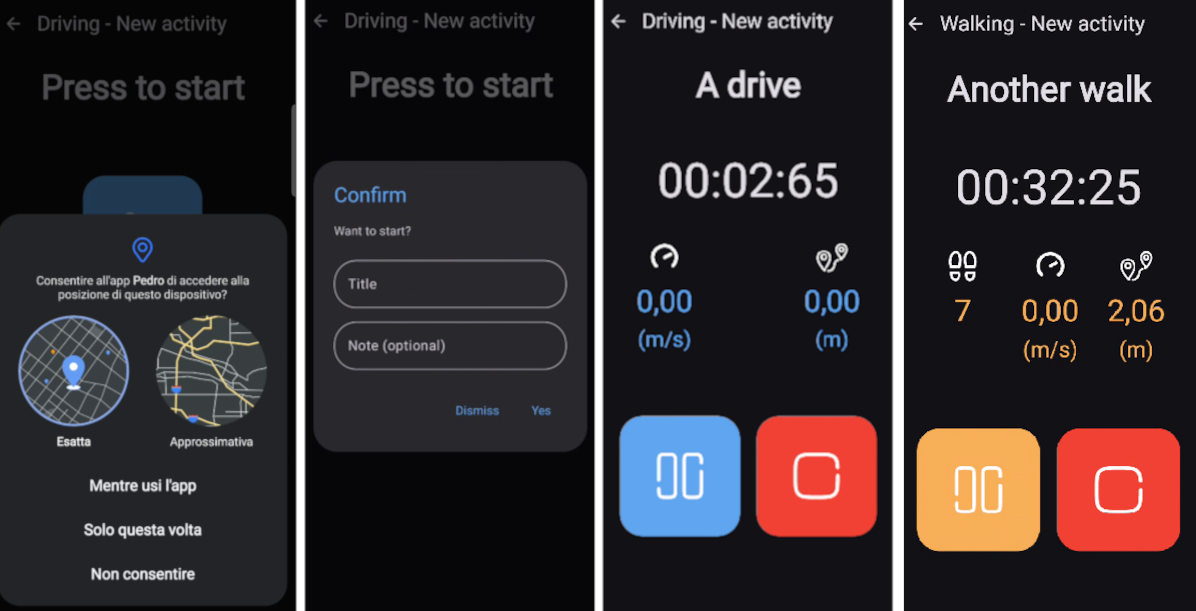 Driving - New activity
Press to start
Consentire all'app Pedro di accedere alla
posizione di questo dispositivo?
Esatta
Approssimativa
Mentre usi l'app
Solo questa volta
Non consentire
Driving - New activity
Press to start
Confirm
Want to start?
Title
Note (optional)
Dismiss
Yes
Driving - New activity
A drive
00:02:65
0,00
0,00
(m/s)
(m)
Walking - New activity
Another walk
00:32:25
7
0,00
2,06
(m/s)
(m)